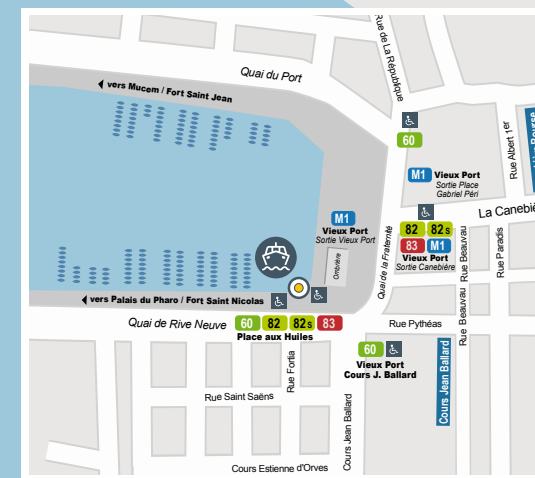 Rue de La République
Quai du Port
vers Mucem / Fort Saint Jean
60
Rue Albert 1er
M1 Vieux Port
Sortie Place
Gabriel Péri
M1
Vieux Port
Sortie Vieux Port
Ombrière
Quai de la Fraternité
82 82s
83 M1
Vieux Port
Sortie Canebière
La Canebiè
Rue Beauvau
Rue Paradis
vers Palais du Pharo / Fort Saint Nicolas
Quai de Rive Neuve
60 82 82s 83
Place aux Huiles
Rue Pythéas
Rue Beauvau
60
Vieux Port
Cours J. Ballard
Cours Jean Ballard
Rue Fortia
Rue Saint Saëns
Cours Jean Ballard
Cours Estienne d'Orves